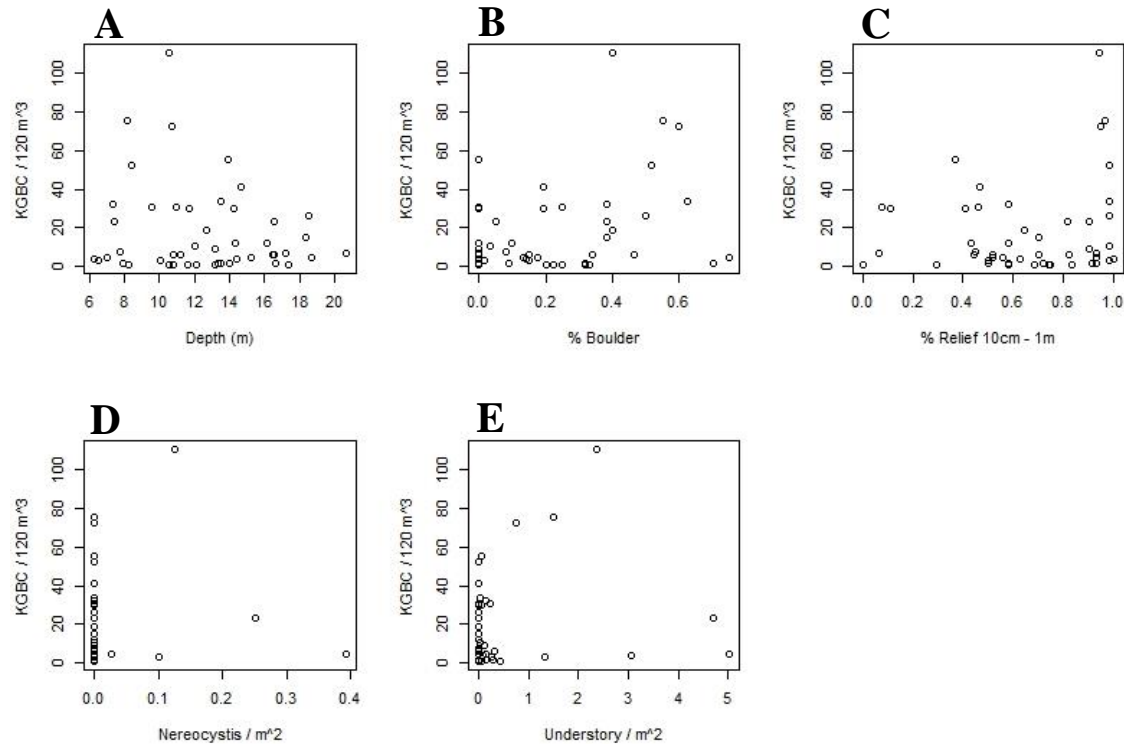 A B C
KGBC / 120 m^3 0 20 40 60 80 100
6 8 10 12 14 16 18 20
Depth (m)
KGBC / 120 m^3 0 20 40 60 80 100
0.0 0.2 0.4 0.6
% Boulder
KGBC / 120 m^3 0 20 40 60 80 100
0.0 0.2 0.4 0.6 0.8 1.0
% Relief 10cm - 1m
D E
KGBC / 120 m^3 0 20 40 60 80 100
0.0 0.1 0.2 0.3 0.4
Nereocystis / m^2
KGBC / 120 m^3 0 20 40 60 80 100
0 1 2 3 4 5
Understory / m^2